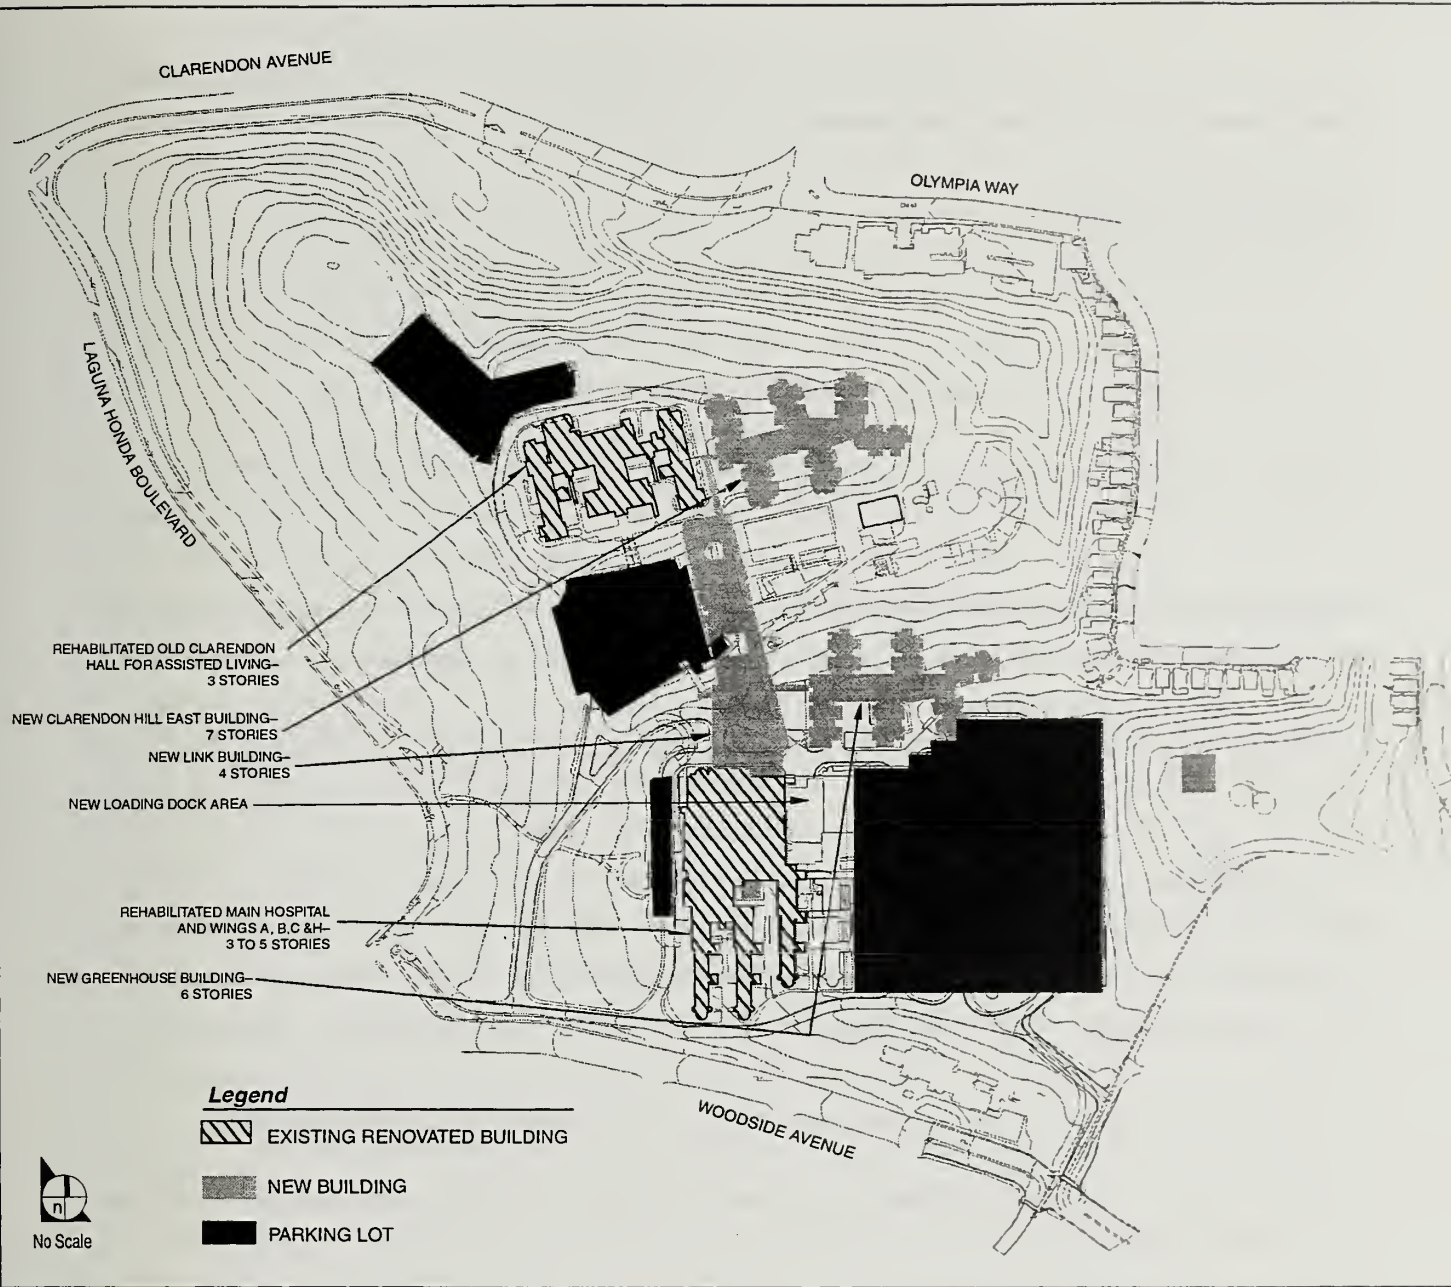 CLARENDON AVENUE
OLYMPIA WAY
LAGUNA HONDA BOULEVARD
REHABILITATED OLD CLARENDON
HALL FOR ASSISTED LIVING–
3 STORIES
NEW CLARENDON HILL EAST BUILDING–
7 STORIES
NEW LINK BUILDING–
4 STORIES
NEW LOADING DOCK AREA
REHABILITATED MAIN HOSPITAL
AND WINGS A, B,C &H–
3 TO 5 STORIES
NEW GREENHOUSE BUILDING–
6 STORIES
WOODSIDE AVENUE
Legend
EXISTING RENOVATED BUILDING
NEW BUILDING
PARKING LOT
n
No Scale